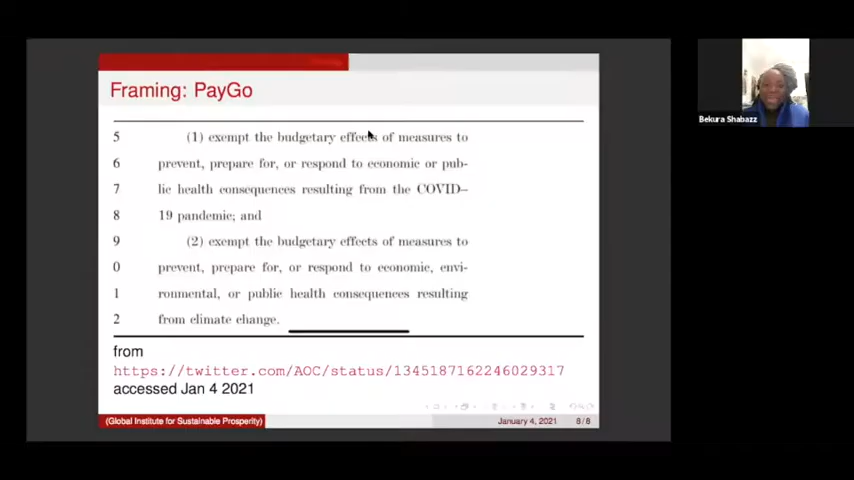 Framing: PayGo
5 (1) exempt the budgetary effects of measures to
6 prevent, prepare for, or respond to economic or pub-
7 lic health consequences resulting from the COVID–
8 19 pandemic; and
9 (2) exempt the budgetary effects of measures to
0 prevent, prepare for, or respond to economic, envi-
1 ronmental, or public health consequences resulting
2 from climate change.
from
https://twitter.com/AOC/status/1345187162246029317
accessed Jan 4 2021
(Global Institute for Sustainable Prosperity) January 4, 2021 8/8
Bekura Shabazz